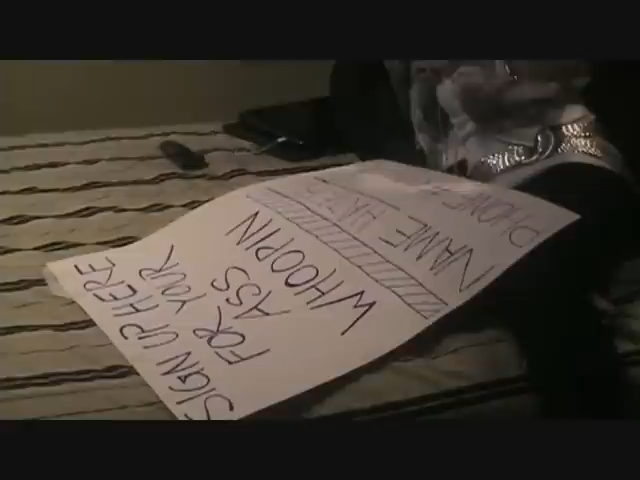 SIGN UP HERE
FOR YOUR
ASS
WHOOPIN
NAME
PHONE #